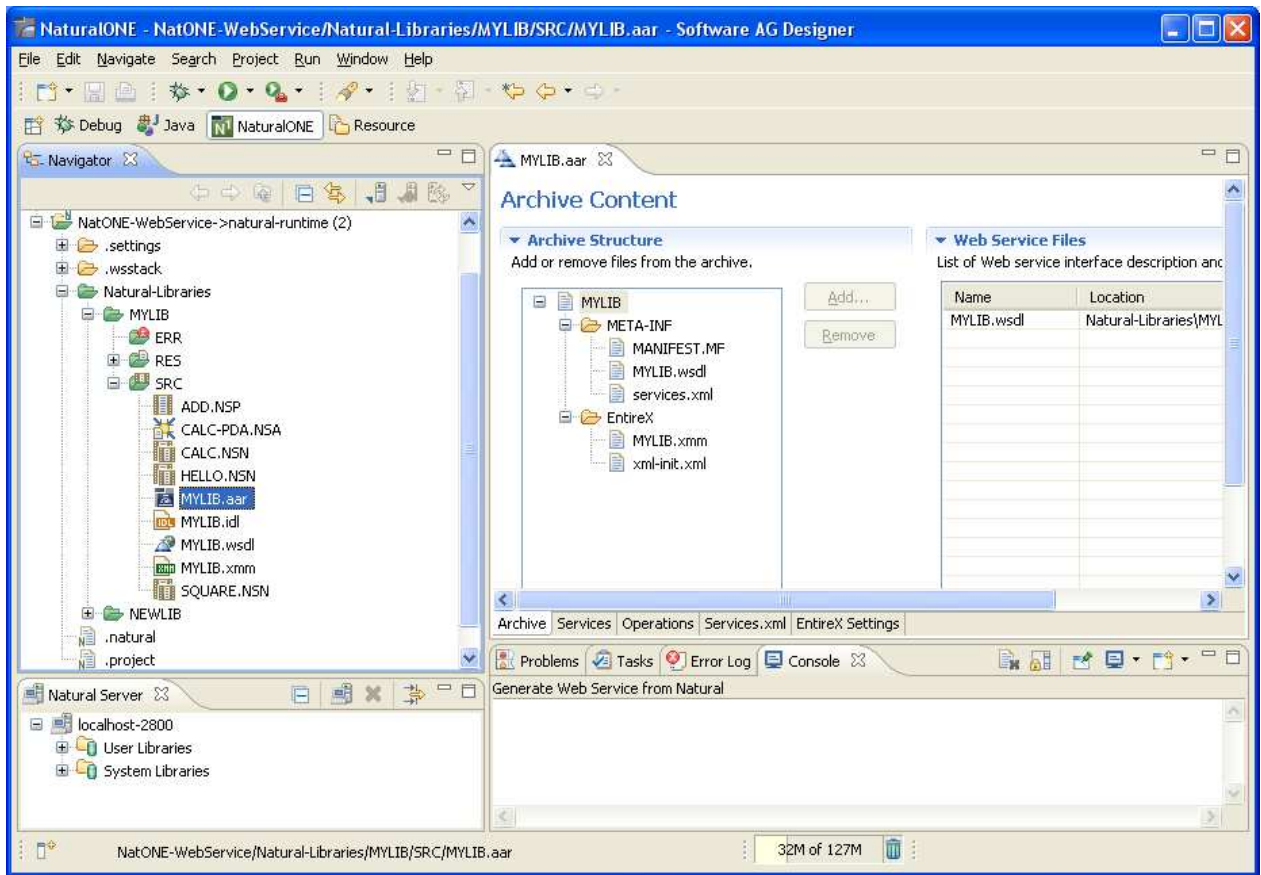 NaturalONE - NatONE-WebService/Natural-Libraries/MYLIB/SRC/MYLIB.aar - Software AG Designer
File Edit Navigate Search Project Run Window Help
Debug Java NaturalONE Resource
Navigator
NatONE-WebService->natural-runtime (2)
.settings
.wsstack
Natural-Libraries
MYLIB
ERR
RES
SRC
ADD.NSP
CALC-PDA.NSA
CALC.NSN
HELLO.NSN
MYLIB.aar
MYLIB.idl
MYLIB.wsdl
MYLIB.xmm
SQUARE.NSN
NEWLIB
.natural
.project
Natural Server
localhost-2800
User Libraries
System Libraries
MYLIB.aar
Archive Content
Archive Structure
Add or remove files from the archive.
MYLIB
META-INF
MANIFEST.MF
MYLIB.wsdl
services.xml
EntireX
MYLIB.xmm
xml-init.xml
Add...
Remove
Web Service Files
List of Web service interface description and
Name Location
MYLIB.wsdl Natural-Libraries\MYL
Archive Services Operations Services.xml EntireX Settings
Problems Tasks Error Log Console
Generate Web Service from Natural
NatONE-WebService/Natural-Libraries/MYLIB/SRC/MYLIB.aar
32M of 127M